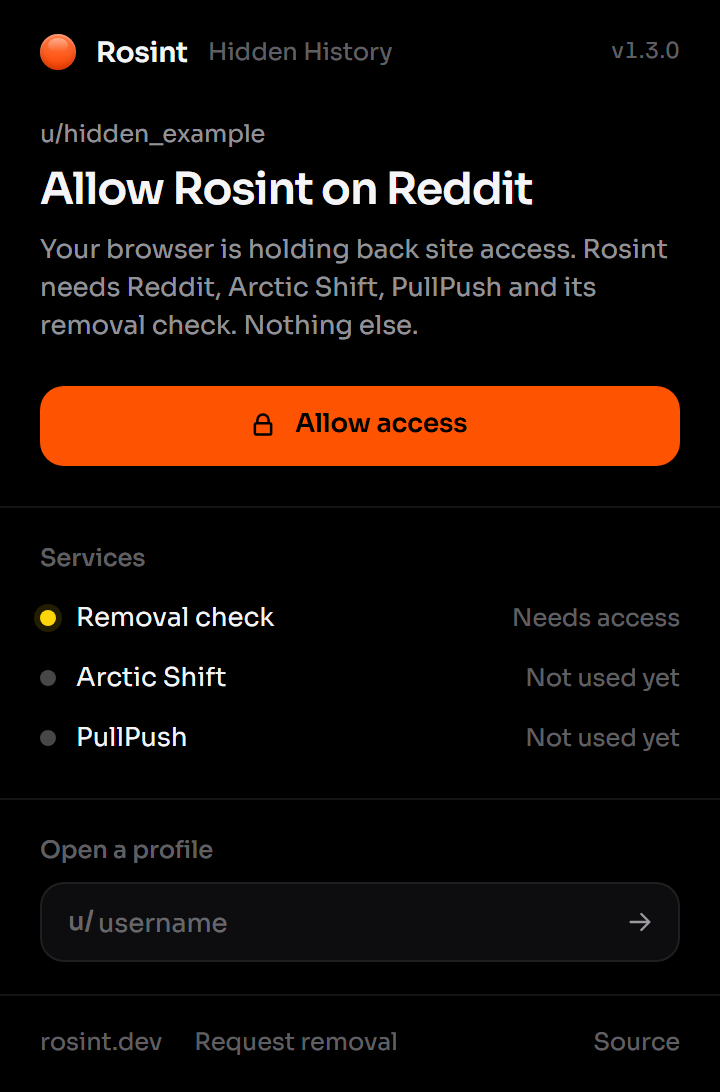 Rosint Hidden History v1.3.0
u/hidden_example
Allow Rosint on Reddit
Your browser is holding back site access. Rosint
needs Reddit, Arctic Shift, PullPush and its
removal check. Nothing else.
Allow access
Services
Removal check Needs access
Arctic Shift Not used yet
PullPush Not used yet
Open a profile
u/ username
rosint.dev Request removal Source